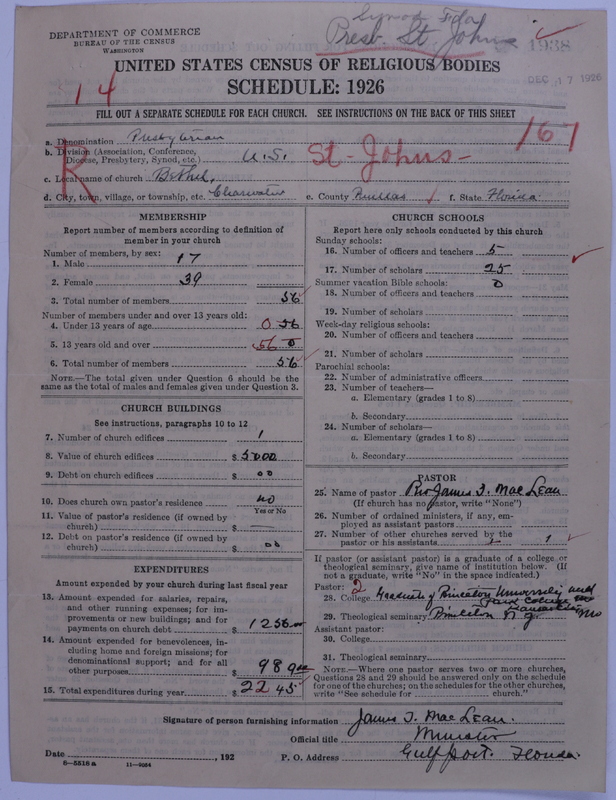 Synod Fla
Presb. St. Johns
1938
DEPARTMENT OF COMMERCE
BUREAU OF THE CENSUS
WASHINGTON
UNITED STATES CENSUS OF RELIGIOUS BODIES
SCHEDULE: 1926
DEC 17 1926
14
FILL OUT A SEPARATE SCHEDULE FOR EACH CHURCH. SEE INSTRUCTIONS ON THE BACK OF THIS SHEET
167
R
St-Johns-
a. Denomination Presbyterian
b. Division (Association, Conference,
Diocese, Presbytery, Synod, etc.) U.S.
c. Local name of church Bethel
d. City, town, village, or township, etc. Clearwater e. County Pinellas f. State Florida
MEMBERSHIP
Report number of members according to definition of
member in your church
Number of members, by sex:
1. Male 17
2. Female 39
3. Total number of members 56
Number of members under and over 13 years old:
4. Under 13 years of age 0 56
5. 13 years old and over 56 0
6. Total number of members 56
NOTE.—The total given under Question 6 should be the
same as the total of males and females given under Question 3.
CHURCH BUILDINGS
See instructions, paragraphs 10 to 12
7. Number of church edifices 1
8. Value of church edifices $ 5000
9. Debt on church edifices $ 00
10. Does church own pastor's residence No
Yes or No
11. Value of pastor's residence (if owned by
church) $
12. Debt on pastor's residence (if owned by
church) $ 00
EXPENDITURES
Amount expended by your church during last fiscal year
13. Amount expended for salaries, repairs,
and other running expenses; for im-
provements or new buildings; and for
payments on church debt $ 1256.00
14. Amount expended for benevolences, in-
cluding home and foreign missions; for
denominational support; and for all
other purposes $ 989.00
15. Total expenditures during year $ 2245
CHURCH SCHOOLS
Report here only schools conducted by this church
Sunday schools:
16. Number of officers and teachers 5
17. Number of scholars 25
Summer vacation Bible schools: 0
18. Number of officers and teachers
19. Number of scholars
Week-day religious schools:
20. Number of officers and teachers
21. Number of scholars
Parochial schools:
22. Number of administrative officers
23. Number of teachers—
a. Elementary (grades 1 to 8)
b. Secondary
24. Number of scholars—
a. Elementary (grades 1 to 8)
b. Secondary
PASTOR
25. Name of pastor Rev James T. MacLean
(If church has no pastor, write "None")
26. Number of ordained ministers, if any, em-
ployed as assistant pastors
27. Number of other churches served by the
pastor or his assistants 1
If pastor (or assistant pastor) is a graduate of a college or
theological seminary, give name of institution below. (If
not a graduate, write "No" in the space indicated.)
Pastor: 2
28. College Graduate of Princeton University and
Park College Mo
29. Theological seminary Princeton N.J.
Assistant pastor:
30. College
31. Theological seminary
NOTE.—Where one pastor serves two or more churches,
Questions 28 and 29 should be answered only on the schedule
for one of the churches; on the schedules for the other churches,
write "See schedule for church."
Signature of person furnishing information James T. MacLean.
Official title Minister
Date , 192 P. O. Address Gulfport Florida
6—5518 a 11—9064